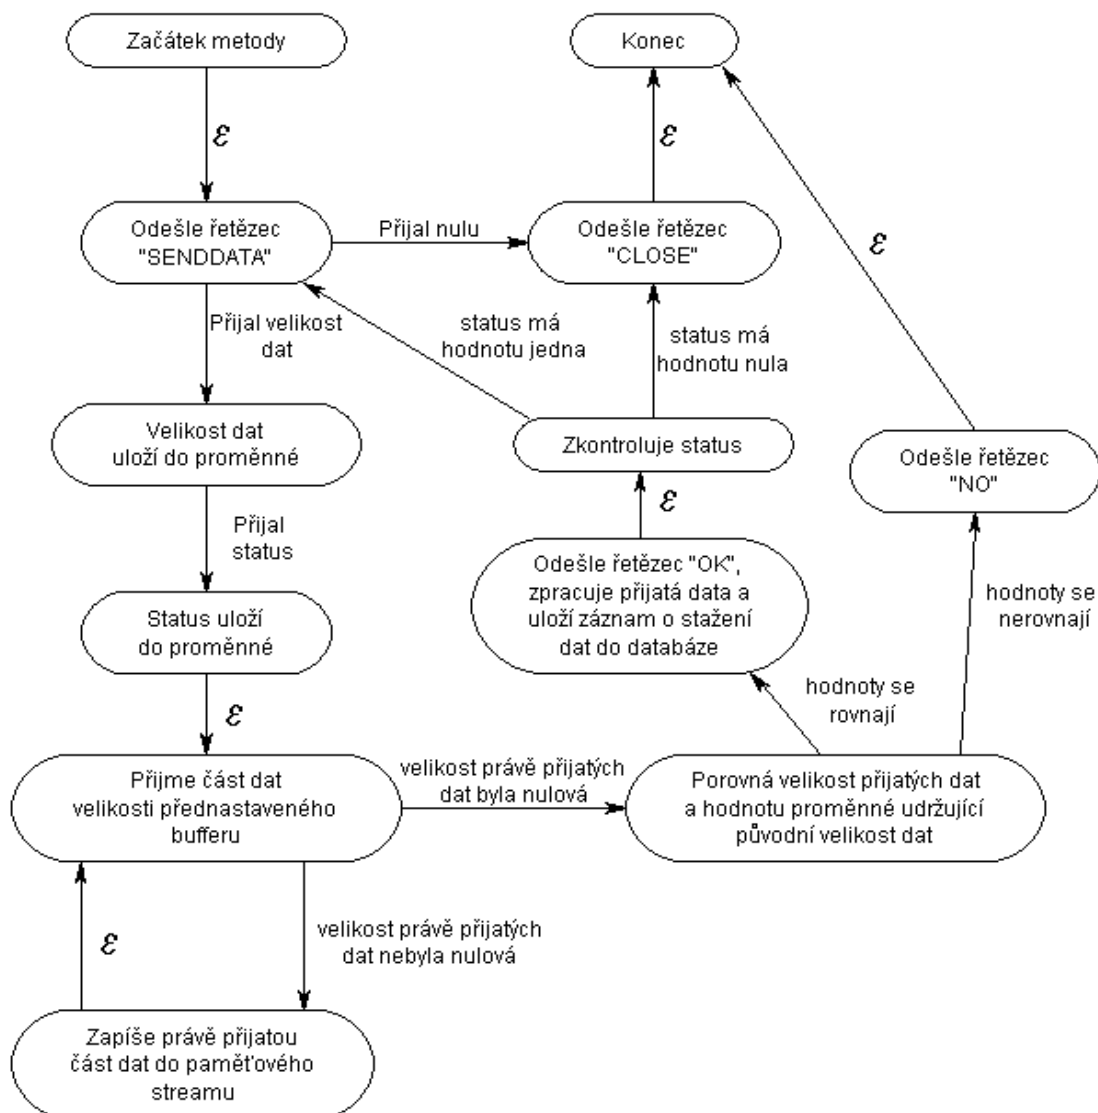 Začátek metody
Konec
ε
ε
Odešle řetězec
"SENDDATA"
Přijal nulu
Odešle řetězec
"CLOSE"
ε
Přijal velikost
dat
status má
hodnotu jedna
status má
hodnotu nula
Velikost dat
uloží do proměnné
Zkontroluje status
Odešle řetězec
"NO"
ε
Přijal
status
Odešle řetězec "OK",
zpracuje přijatá data a
uloží záznam o stažení
dat do databáze
hodnoty se
nerovnají
Status uloží
do proměnné
hodnoty se
rovnají
ε
Přijme část dat
velikosti přednastaveného
bufferu
velikost právě přijatých
dat byla nulová
Porovná velikost přijatých dat
a hodnotu proměnné udržující
původní velikost dat
ε
velikost právě přijatých
dat nebyla nulová
Zapíše právě přijatou
část dat do paměťového
streamu